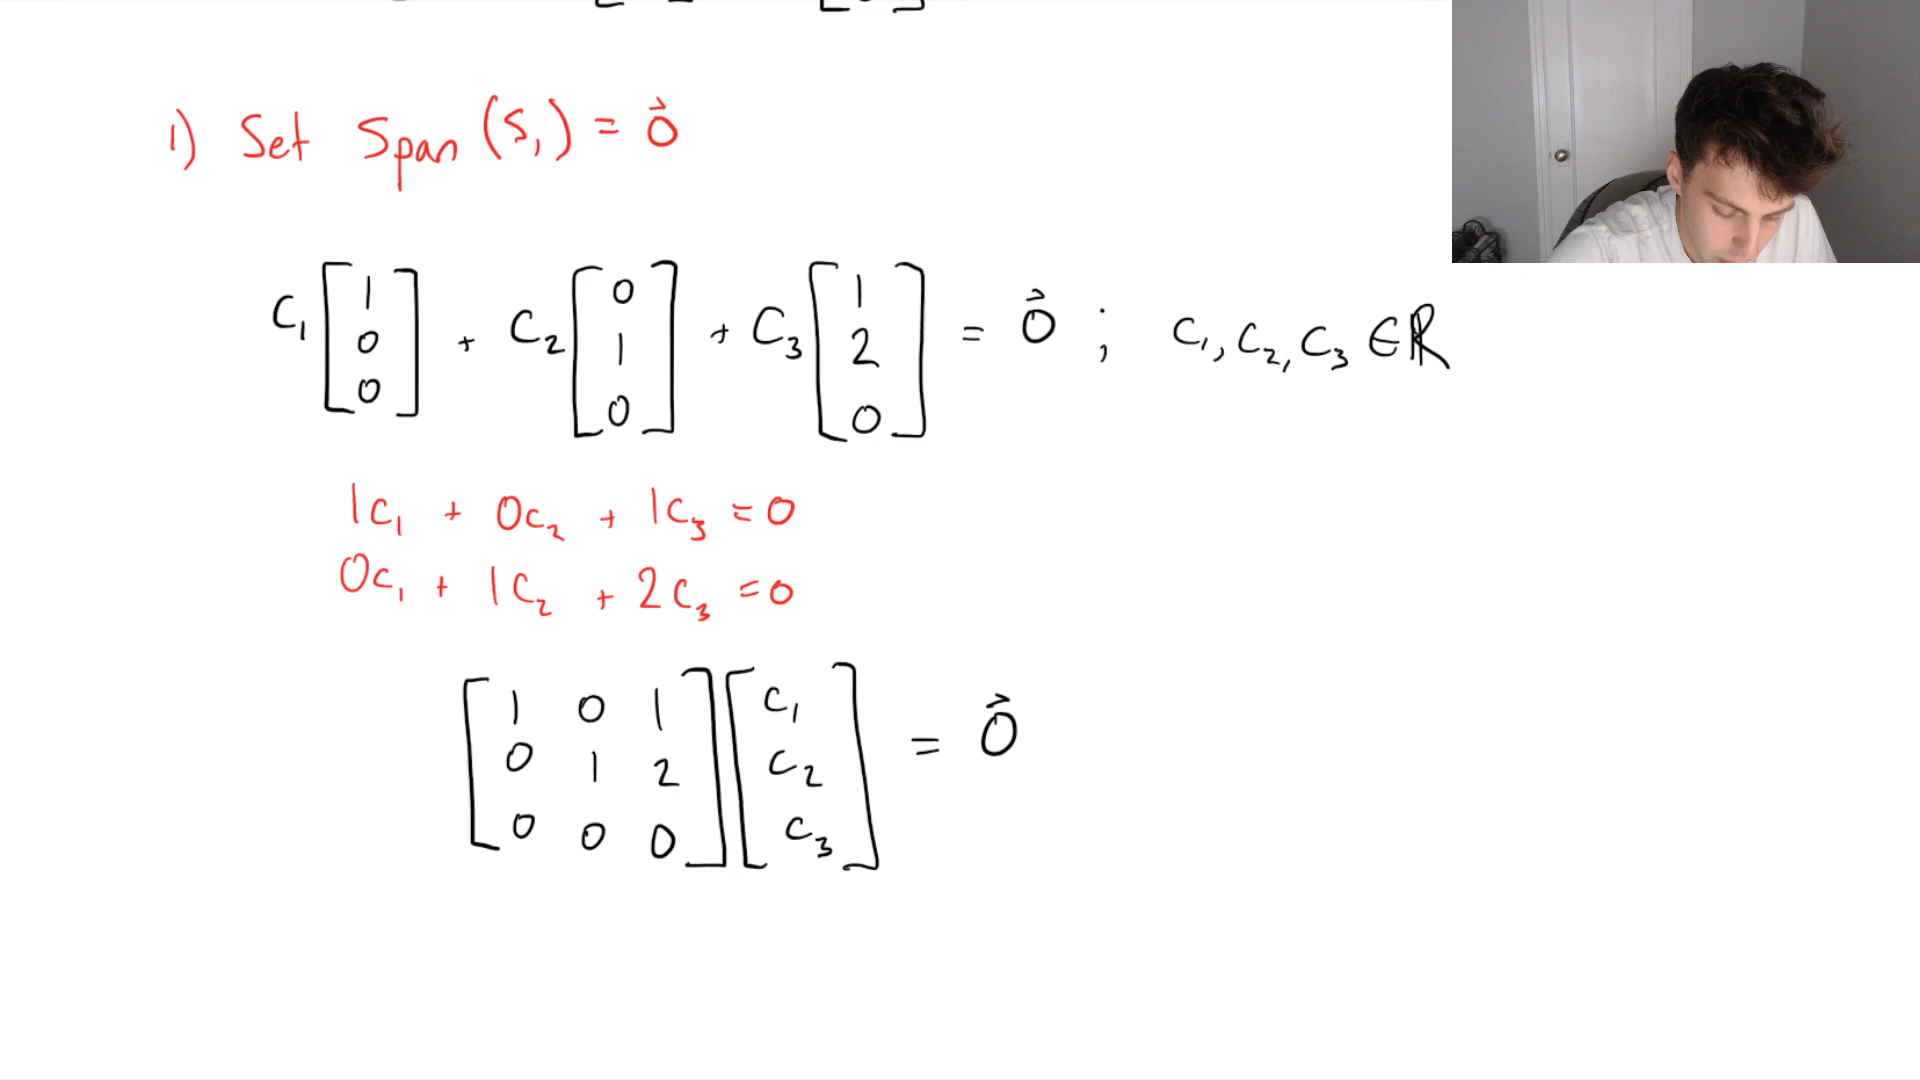 1) Set Span(S₁) = 0⃗
C₁ [1 0 0] + C₂ [0 1 0] + C₃ [1 2 0] = 0⃗ ; C₁, C₂, C₃ ∈ ℝ
1C₁ + 0C₂ + 1C₃ = 0
0C₁ + 1C₂ + 2C₃ = 0
[1 0 1
0 1 2
0 0 0] [C₁ C₂ C₃] = 0⃗